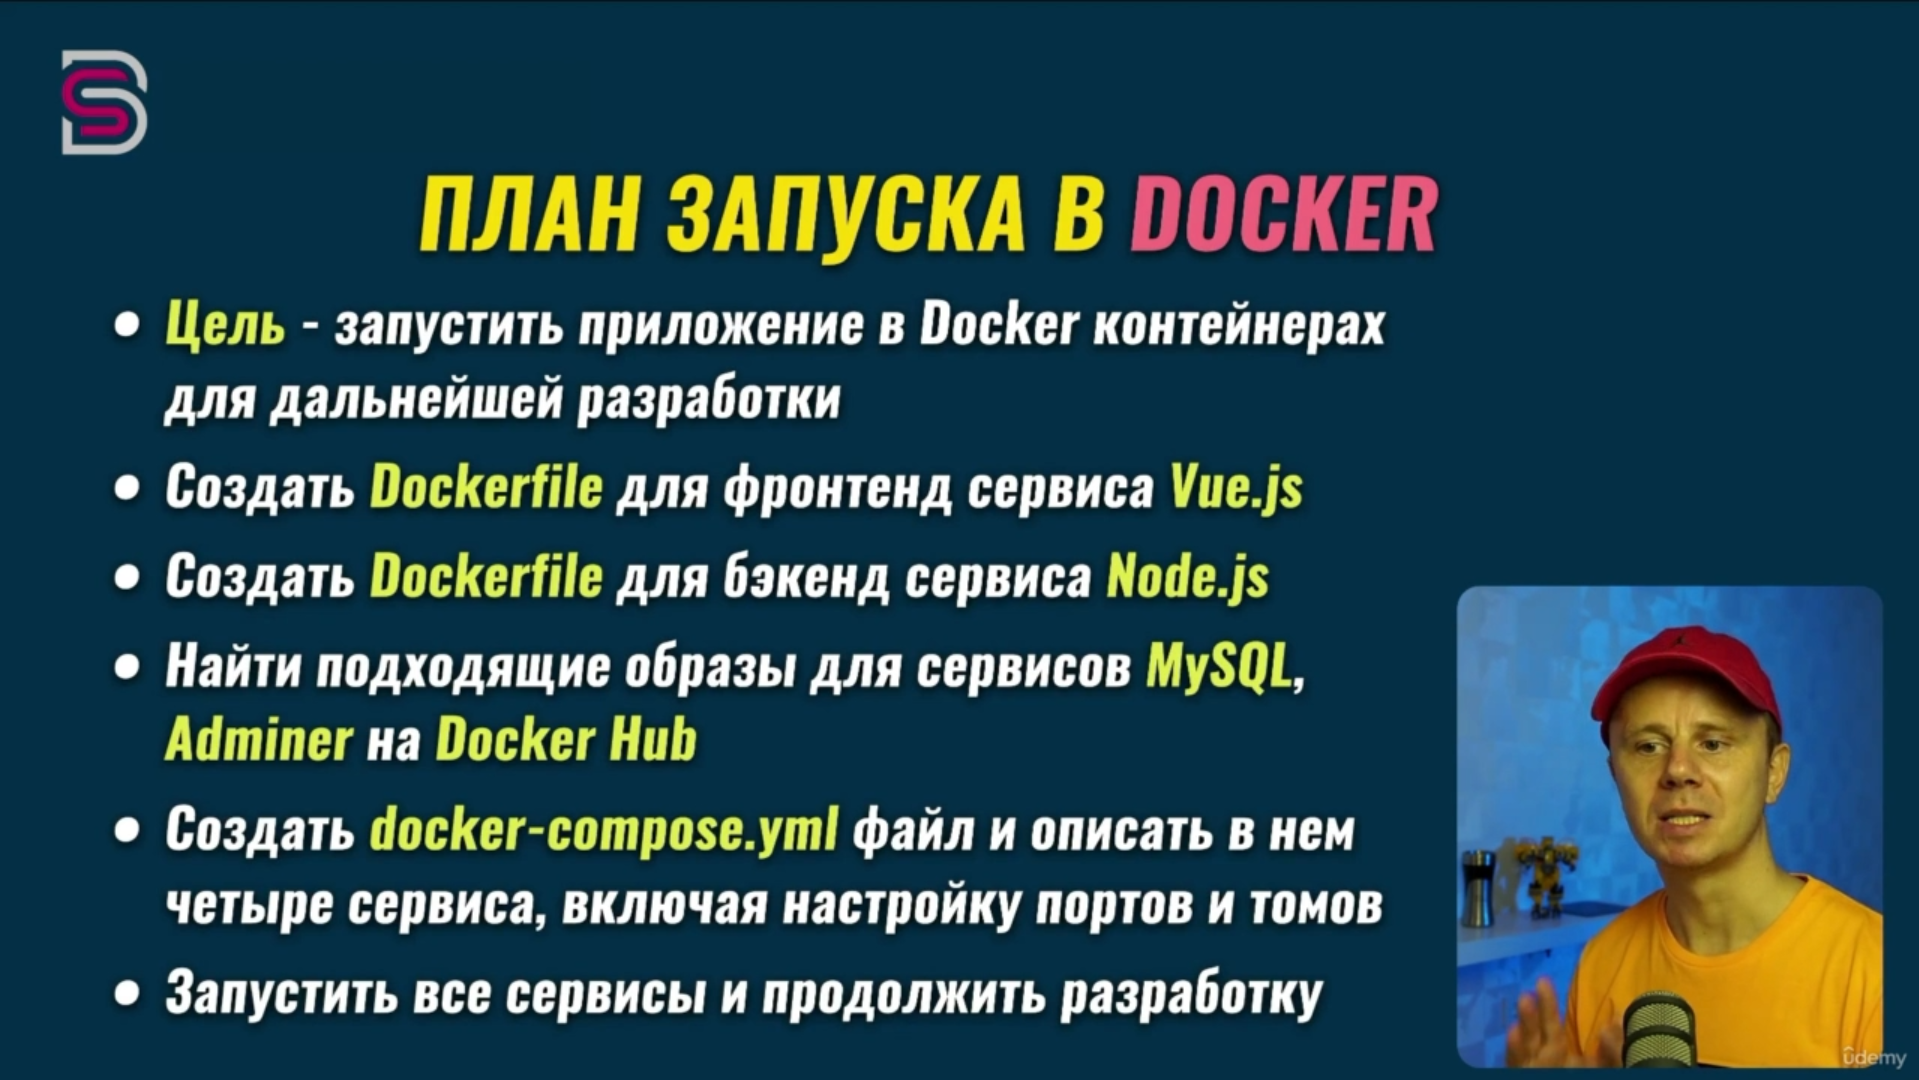 ПЛАН ЗАПУСКА В DOCKER
Цель - запустить приложение в Docker контейнерах
для дальнейшей разработки
Создать Dockerfile для фронтенд сервиса Vue.js
Создать Dockerfile для бэкенд сервиса Node.js
Найти подходящие образы для сервисов MySQL,
Adminer на Docker Hub
Создать docker-compose.yml файл и описать в нем
четыре сервиса, включая настройку портов и томов
Запустить все сервисы и продолжить разработку
ûdemy